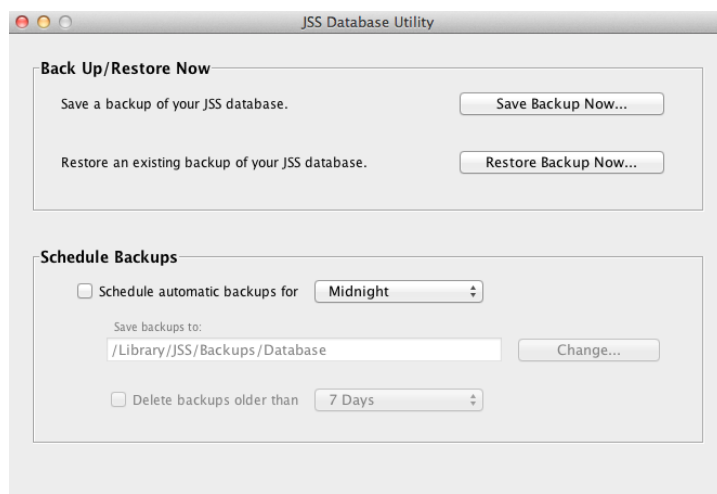 JSS Database Utility
Back Up/Restore Now
Save a backup of your JSS database.
Save Backup Now...
Restore an existing backup of your JSS database.
Restore Backup Now...
Schedule Backups
Schedule automatic backups for
Midnight
Save backups to:
/Library/JSS/Backups/Database
Change...
Delete backups older than
7 Days